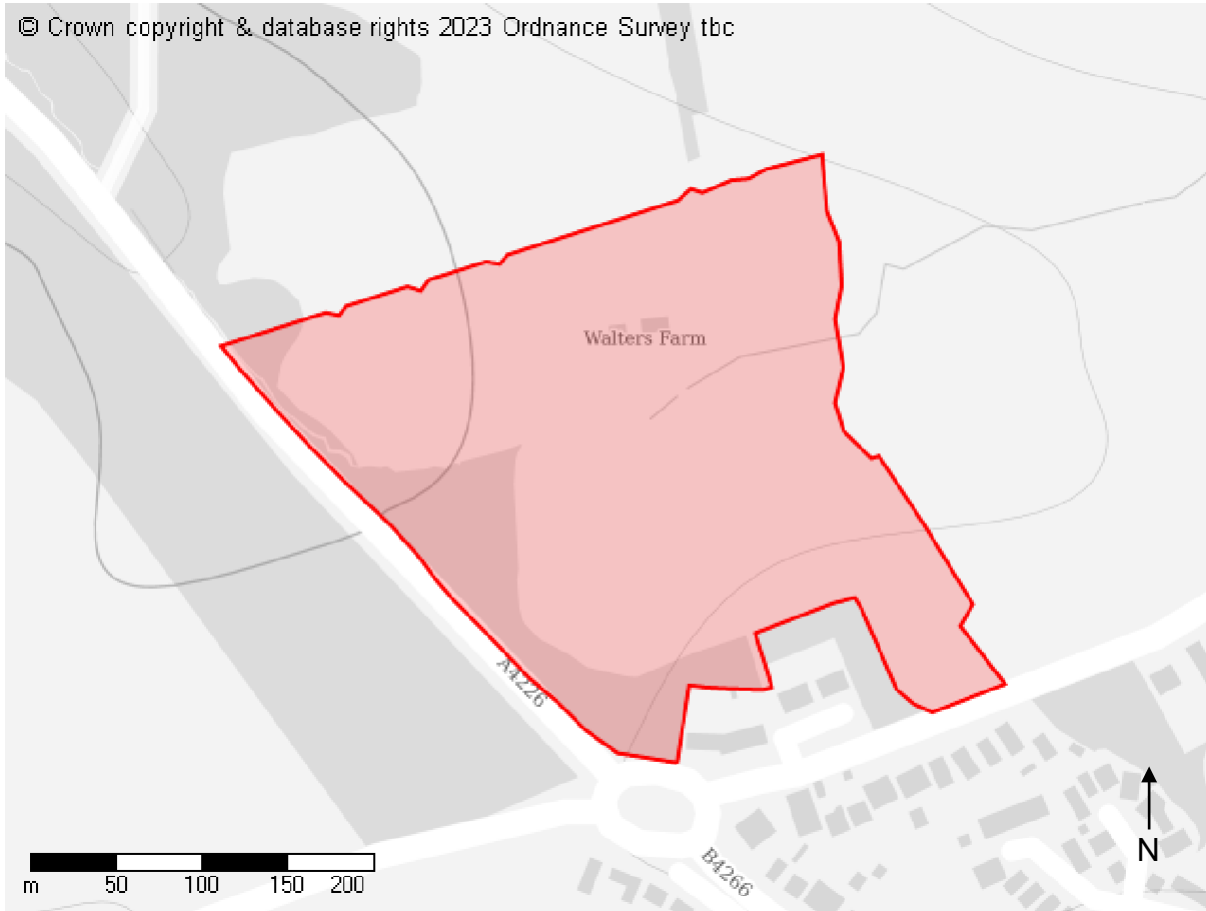 © Crown copyright & database rights 2023 Ordnance Survey tbc
Walters Farm
A4226
B4266
N
m 50 100 150 200